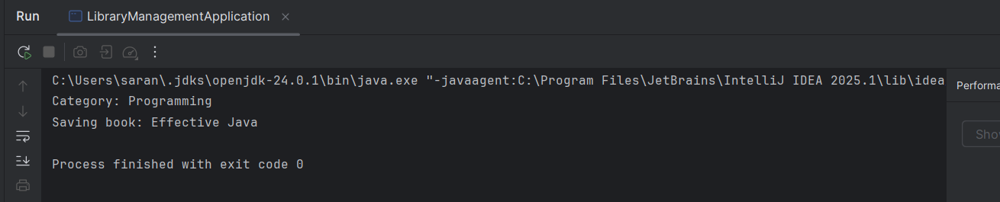 Run LibraryManagementApplication
C:\Users\saran\.jdks\openjdk-24.0.1\bin\java.exe "-javaagent:C:\Program Files\JetBrains\IntelliJ IDEA 2025.1\lib\idea
Performa
Category: Programming
Saving book: Effective Java
Sho
Process finished with exit code 0